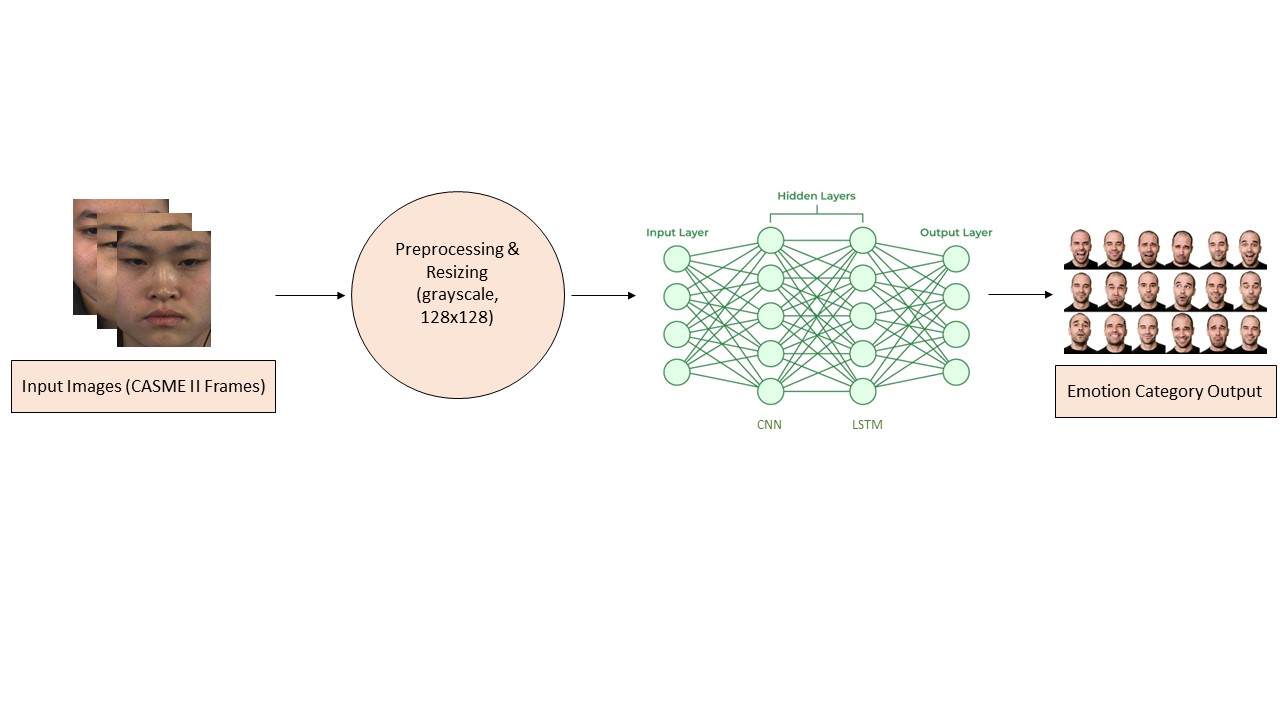 Hidden Layers
Input Layer
Output Layer
Preprocessing &
Resizing
(grayscale,
128x128)
Input Images (CASME II Frames)
Emotion Category Output
CNN
LSTM